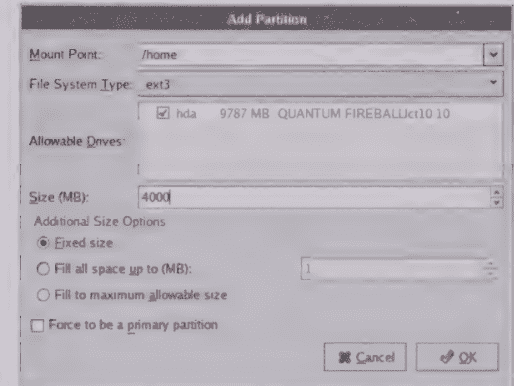 Add Partition
Mount Point: /home
File System Type: ext3
hda 9787 MB QUANTUM FIREBALLlct10 10
Allowable Drives:
Size (MB): 4000
Additional Size Options
Fixed size
Fill all space up to (MB): 1
Fill to maximum allowable size
Force to be a primary partition
Cancel OK